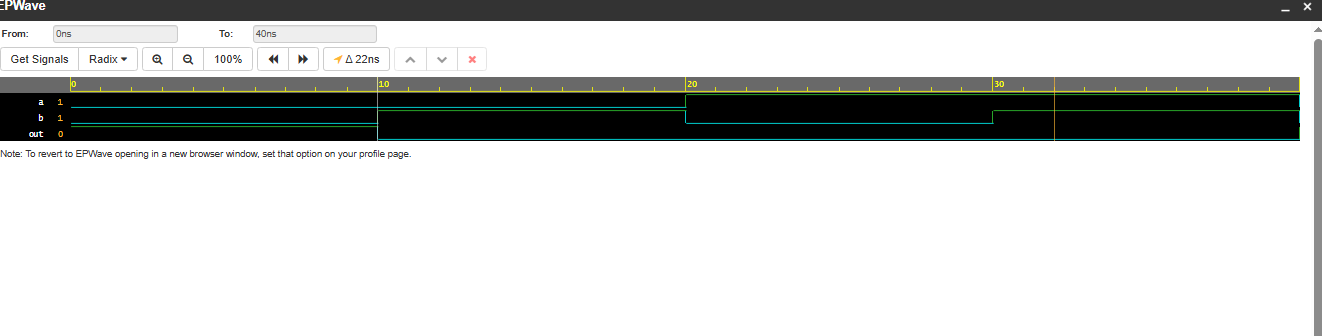 EPWave
From: 0ns To: 40ns
Get Signals Radix 100% Δ 22ns
0 10 20 30
a 1
b 1
out 0
Note: To revert to EPWave opening in a new browser window, set that option on your profile page.